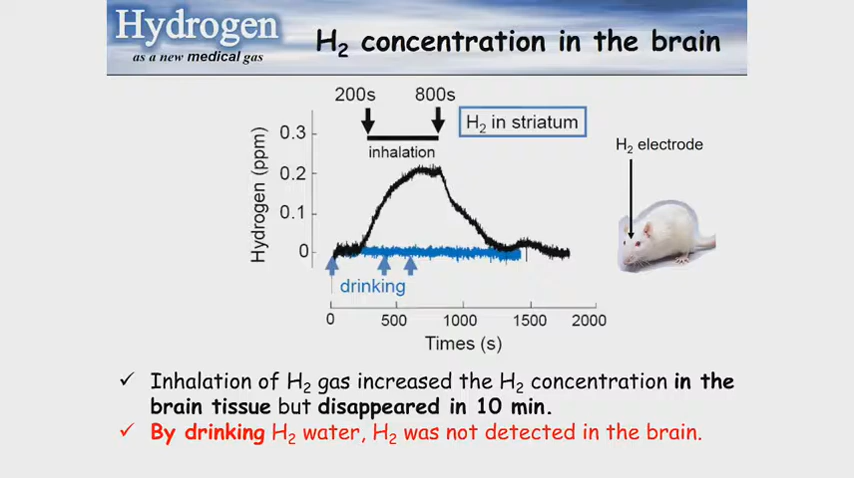 Hydrogen
as a new medical gas
H2 concentration in the brain
200s 800s
H2 in striatum
inhalation
H2 electrode
Hydrogen (ppm)
0.3
0.2
0.1
0
drinking
0 500 1000 1500 2000
Times (s)
✓ Inhalation of H2 gas increased the H2 concentration in the
brain tissue but disappeared in 10 min.
✓ By drinking H2 water, H2 was not detected in the brain.